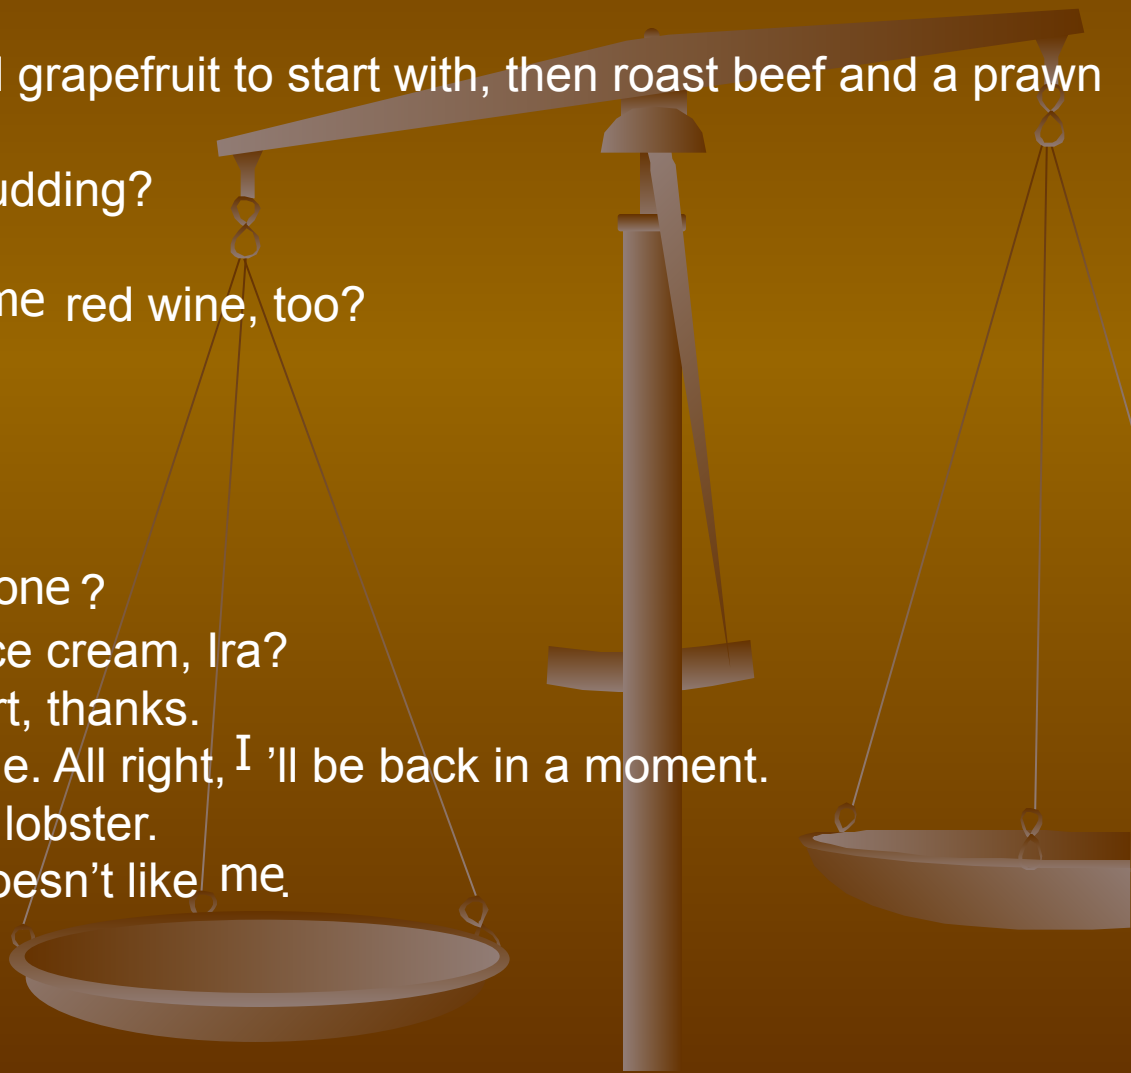 grapefruit to start with, then roast beef and a prawn
udding?
me red wine, too?
one ?
ce cream, Ira?
rt, thanks.
e. All right, I ’ll be back in a moment.
lobster.
oesn’t like me.